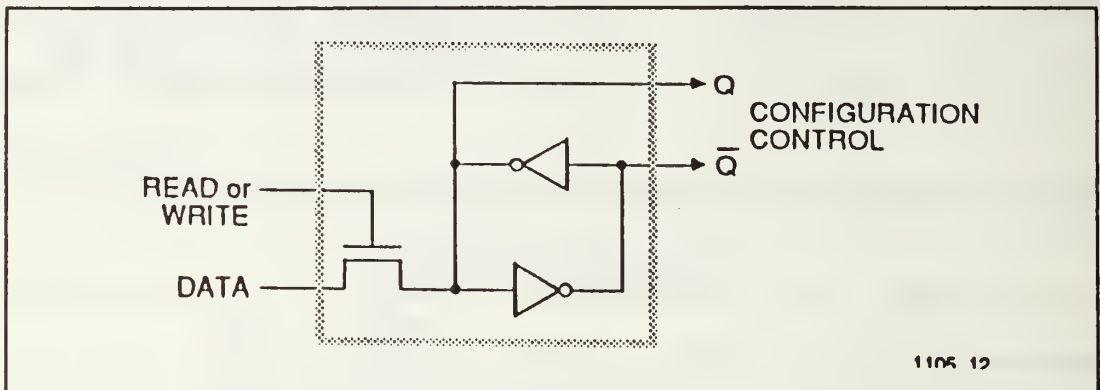 READ or
WRITE
DATA
Q
Q̅
CONFIGURATION
CONTROL
1105 12